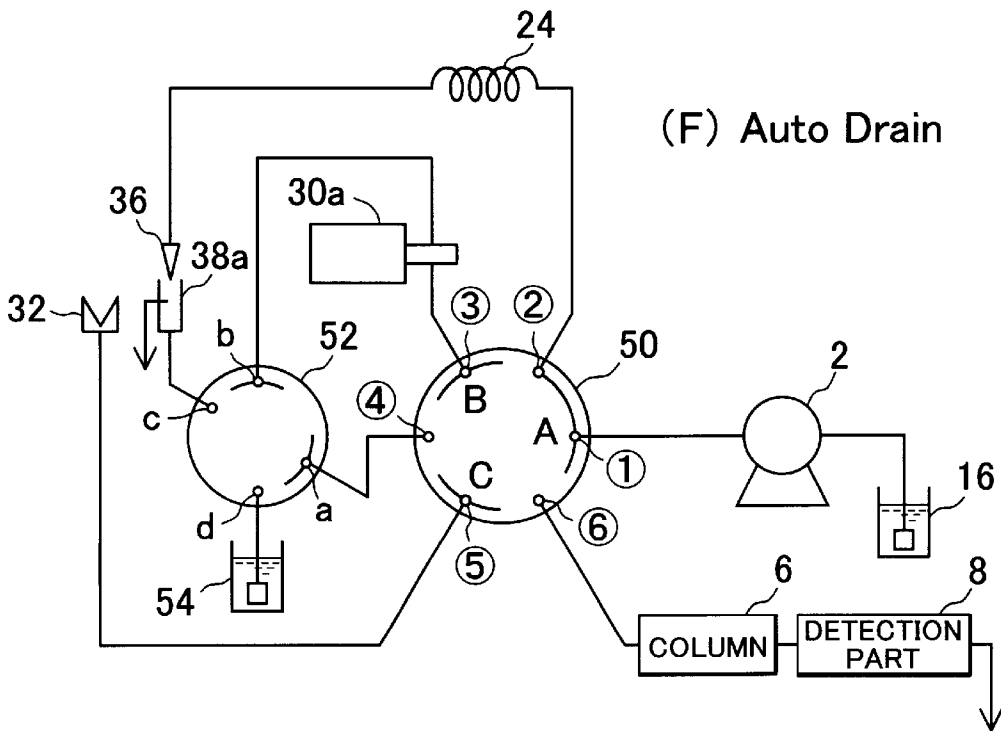 24
(F) Auto Drain
30a
36
38a
32
b
52
③
②
50
2
c
④
B
A
①
16
C
a
d
⑤
⑥
54
6
8
COLUMN
DETECTION
PART